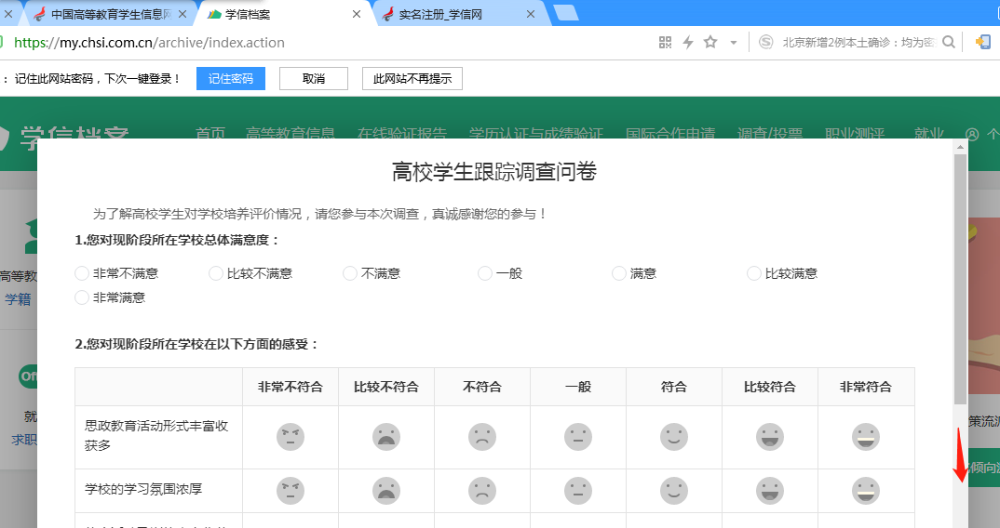 中国高等教育学生信息网
学信档案
实名注册_学信网
https://my.chsi.com.cn/archive/index.action
北京新增2例本土确诊：均为密
：记住此网站密码，下次一键登录！
记住密码
取消
此网站不再提示
学信档案
首页
高等教育信息
在线验证报告
学历认证与成绩验证
国际合作申请
调查/投票
职业测评
就业
个
高校学生跟踪调查问卷
为了解高校学生对学校培养评价情况，请您参与本次调查，真诚感谢您的参与！
1.您对现阶段所在学校总体满意度：
非常不满意
比较不满意
不满意
一般
满意
比较满意
非常满意
2.您对现阶段所在学校在以下方面的感受：
非常不符合
比较不符合
不符合
一般
符合
比较符合
非常符合
思政教育活动形式丰富收
获多
学校的学习氛围浓厚
高等教
学籍
Off
就
求职
策流派
倾向测